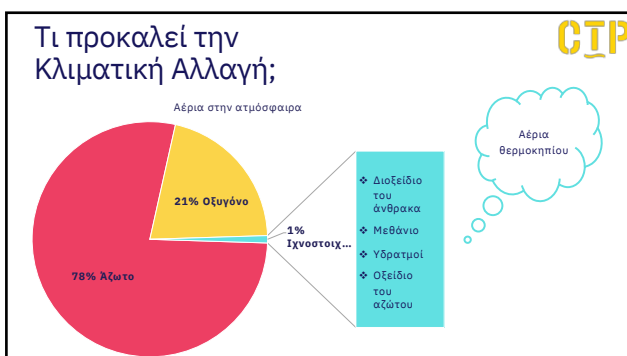 Τι προκαλεί την
Κλιματική Αλλαγή;
CTP
Αέρια στην ατμόσφαιρα
21% Οξυγόνο
1%
Ιχνοστοιχ...
78% Άζωτο
❖ Διοξείδιο
του
άνθρακα
❖ Μεθάνιο
❖ Υδρατμοί
❖ Οξείδιο
του
αζώτου
Αέρια
θερμοκηπίου